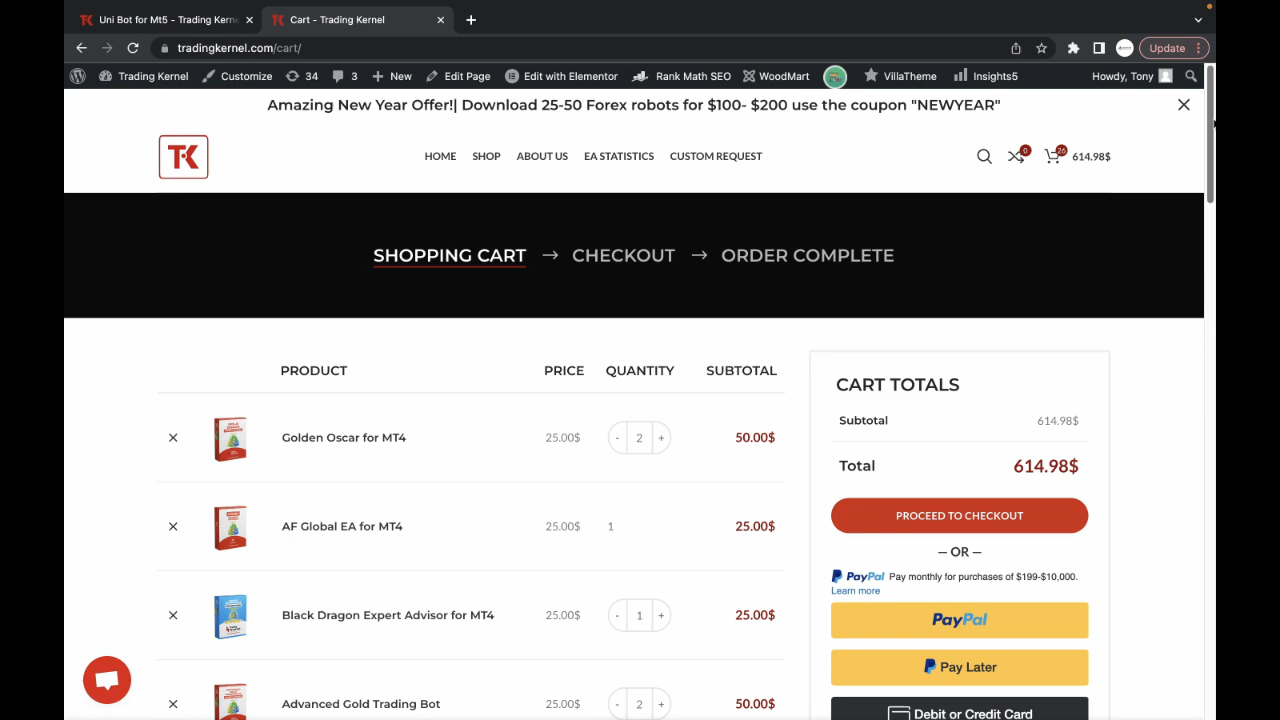 Uni Bot for Mt5 - Trading Kerne
Cart - Trading Kernel
tradingkernel.com/cart/
Update
Trading Kernel
Customize
34
3
New
Edit Page
Edit with Elementor
Rank Math SEO
WoodMart
VillaTheme
Insights5
Howdy, Tony
Amazing New Year Offer!| Download 25-50 Forex robots for $100- $200 use the coupon "NEWYEAR"
TK
HOME SHOP ABOUT US EA STATISTICS CUSTOM REQUEST
0
26
614.98$
SHOPPING CART → CHECKOUT → ORDER COMPLETE
PRODUCT PRICE QUANTITY SUBTOTAL
Golden Oscar for MT4 25.00$ - 2 + 50.00$
AF Global EA for MT4 25.00$ 1 25.00$
Black Dragon Expert Advisor for MT4 25.00$ - 1 + 25.00$
Advanced Gold Trading Bot 25.00$ - 2 + 50.00$
CART TOTALS
Subtotal 614.98$
Total 614.98$
PROCEED TO CHECKOUT
— OR —
PayPal Pay monthly for purchases of $199-$10,000.
Learn more
PayPal
Pay Later
Debit or Credit Card